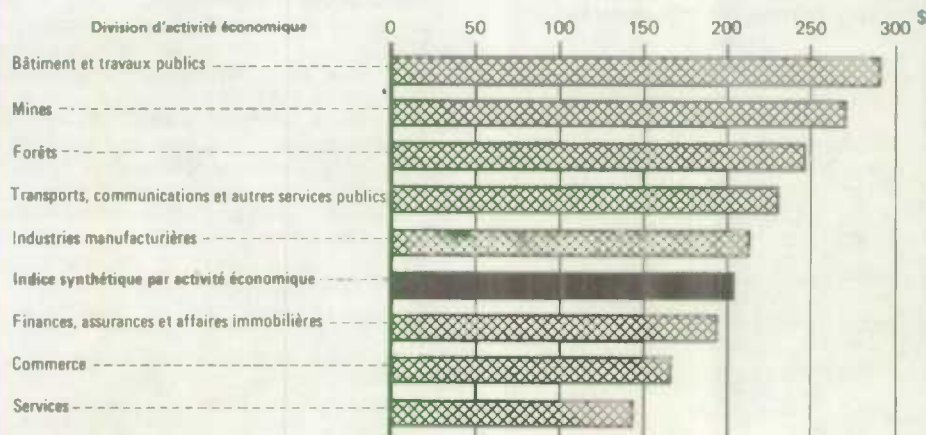 Division d'activité économique
0 50 100 150 200 250 300 $
Bâtiment et travaux publics
Mines
Forêts
Transports, communications et autres services publics
Industries manufacturières
Indice synthétique par activité économique
Finances, assurances et affaires immobilières
Commerce
Services